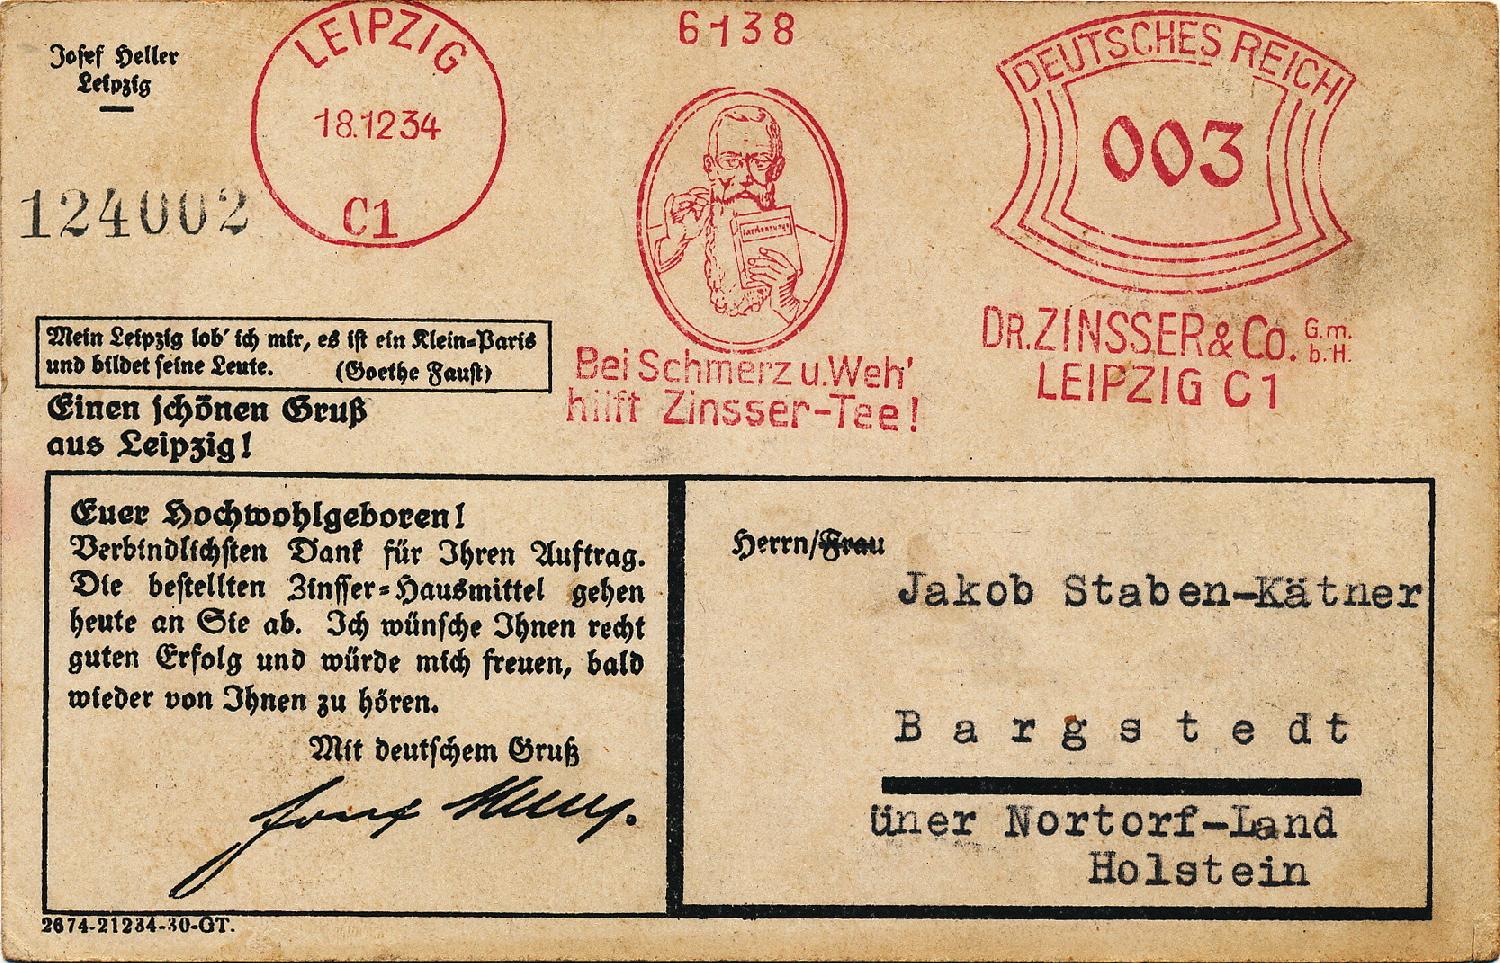 Josef Heller
Leipzig
LEIPZIG
18.12 34
C1
6138
DEUTSCHES REICH
003
124002
DR. ZINSSER & Co. G.m.b.H.
LEIPZIG C1
Bei Schmerz u. Weh'
hilft Zinsser-Tee!
Mein Leipzig lob' ich mir, es ist ein Klein=Paris
und bildet seine Leute. (Goethe Faust)
Einen schönen Gruß
aus Leipzig!
Euer Hochwohlgeboren!
Verbindlichsten Dank für Ihren Auftrag.
Die bestellten Zinsser=Hausmittel gehen
heute an Sie ab. Ich wünsche Ihnen recht
guten Erfolg und würde mich freuen, bald
wieder von Ihnen zu hören.
Mit deutschem Gruß
Herrn/Frau
Jakob Staben-Kätner
Bargstedt
üner Nortorf-Land
Holstein
2674-21234-30-GT.